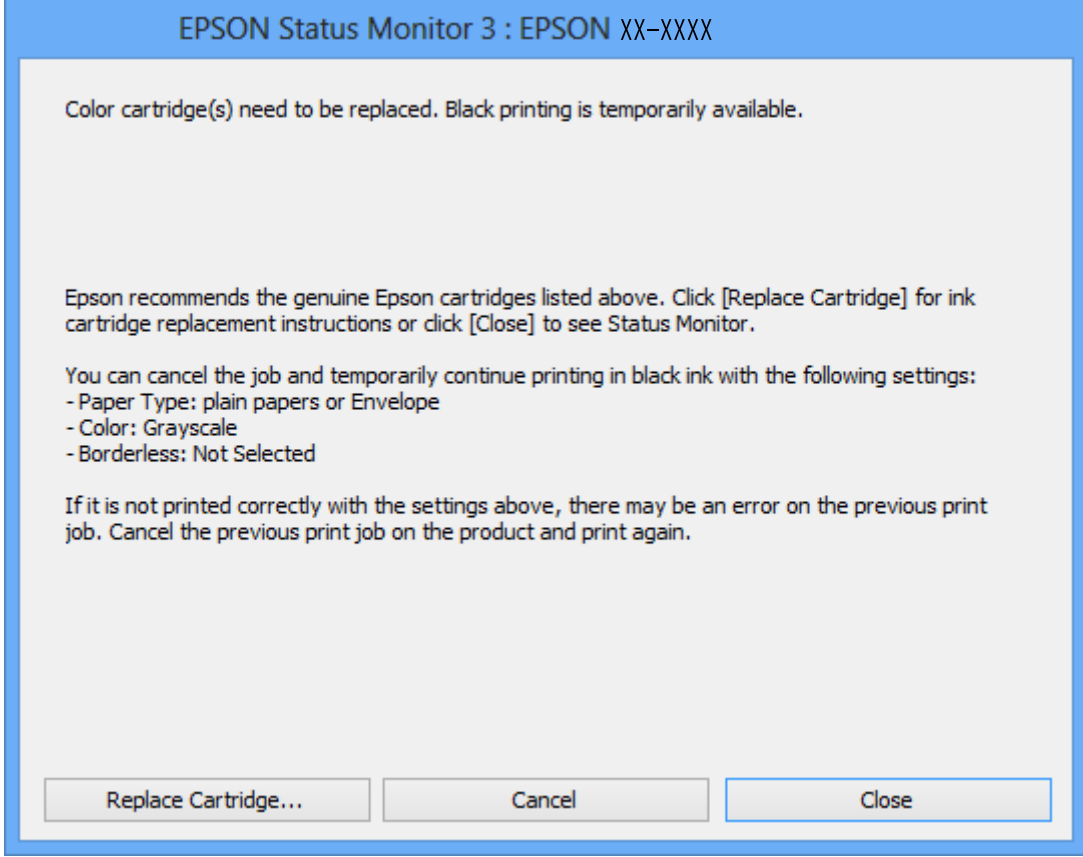 EPSON Status Monitor 3 : EPSON XX-XXXX
Color cartridge(s) need to be replaced. Black printing is temporarily available.
Epson recommends the genuine Epson cartridges listed above. Click [Replace Cartridge] for ink
cartridge replacement instructions or click [Close] to see Status Monitor.
You can cancel the job and temporarily continue printing in black ink with the following settings:
- Paper Type: plain papers or Envelope
- Color: Grayscale
- Borderless: Not Selected
If it is not printed correctly with the settings above, there may be an error on the previous print
job. Cancel the previous print job on the product and print again.
Replace Cartridge... Cancel Close